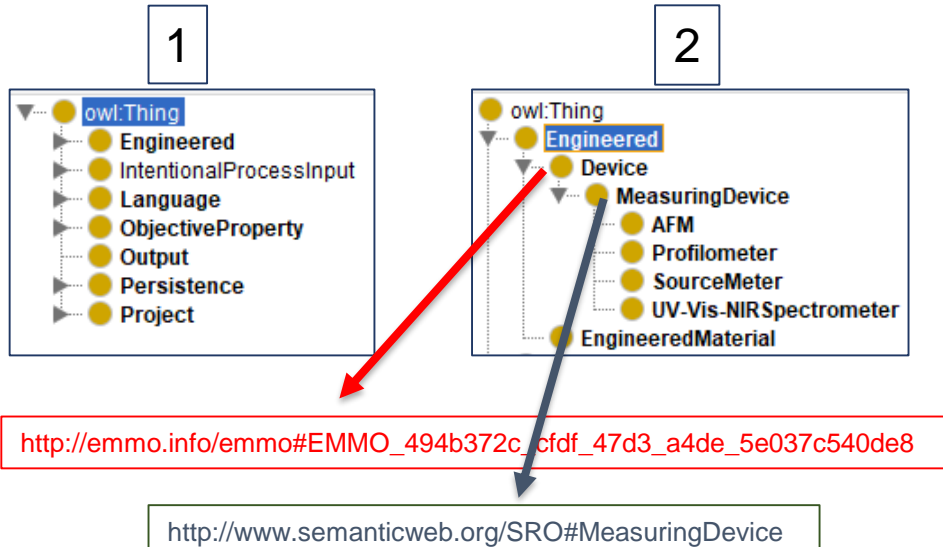 1
owl:Thing
Engineered
IntentionalProcessInput
Language
ObjectiveProperty
Output
Persistence
Project
2
owl:Thing
Engineered
Device
MeasuringDevice
AFM
Profilometer
SourceMeter
UV-Vis-NIRSpectrometer
EngineeredMaterial
http://emmo.info/emmo#EMMO_494b372c_cfdf_47d3_a4de_5e037c540de8
http://www.semanticweb.org/SRO#MeasuringDevice